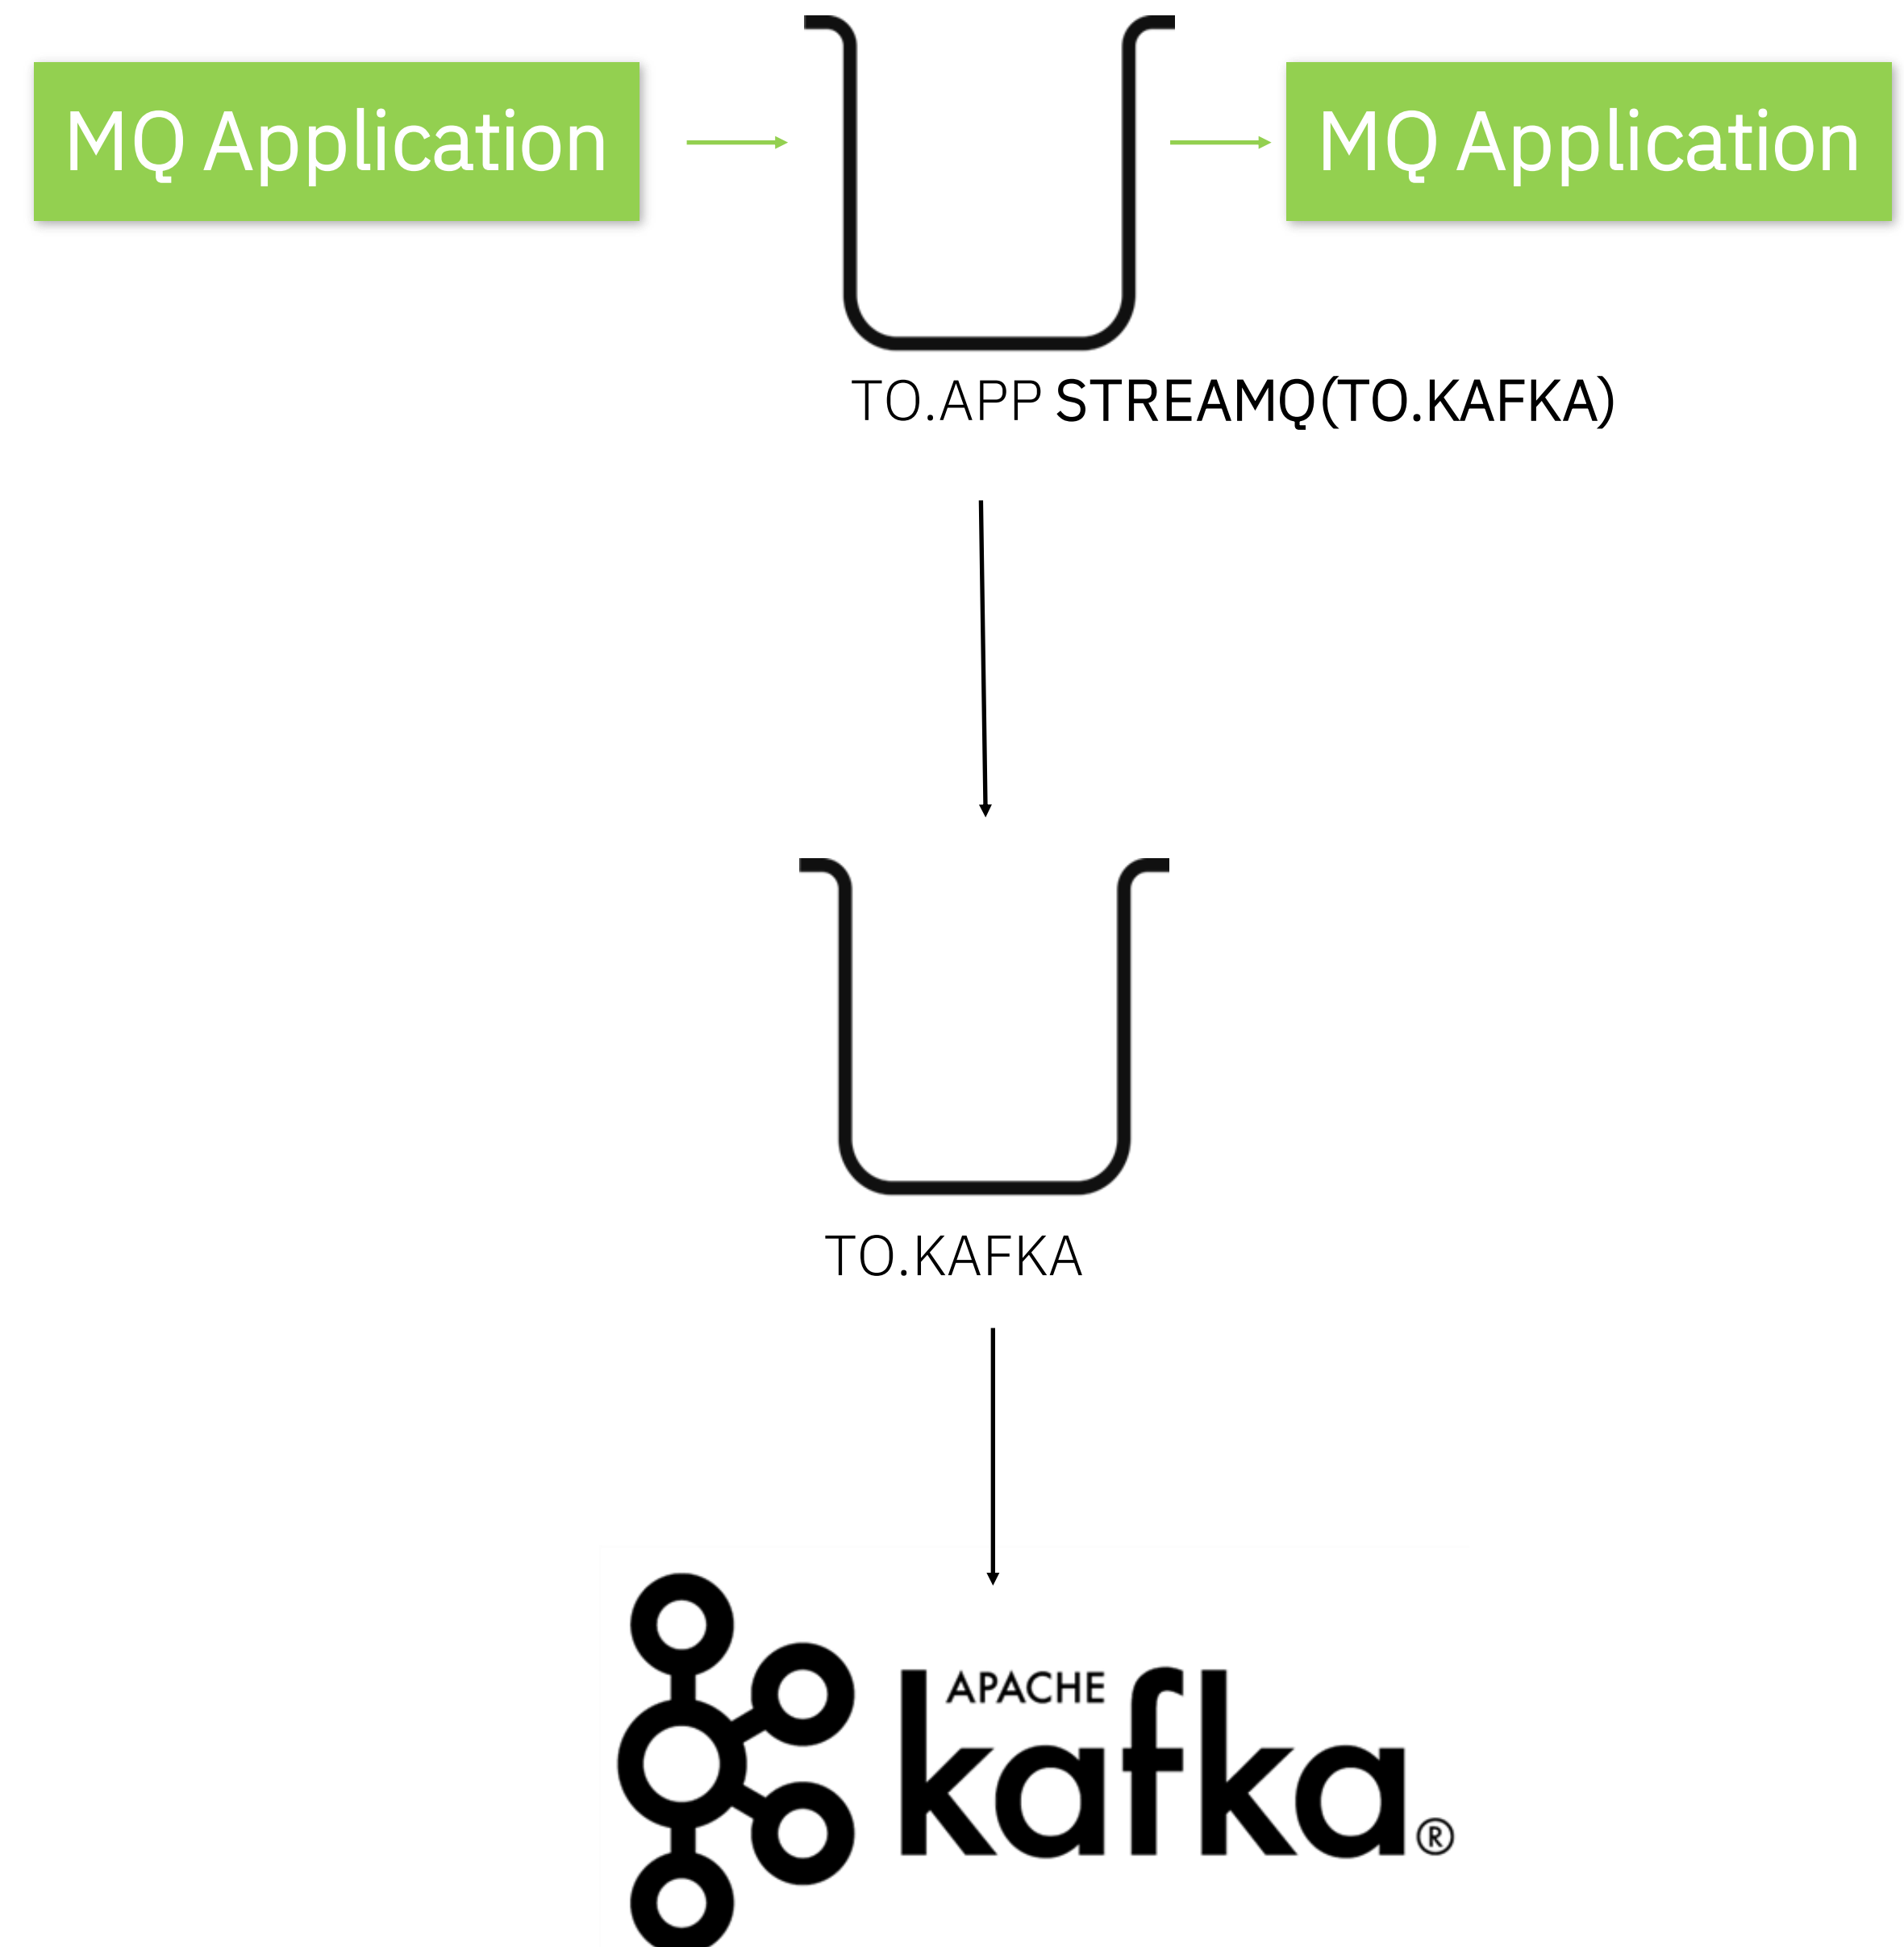 MQ Application
MQ Application
TO.APP STREAMQ(TO.KAFKA)
TO.KAFKA
APACHE
kafka®